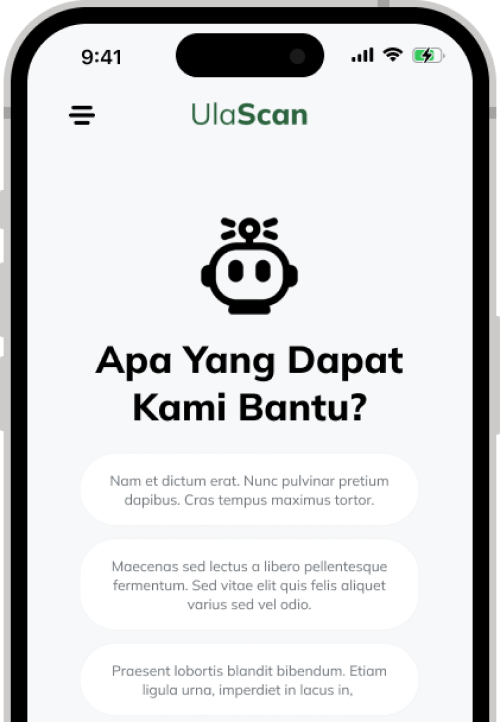 9:41
UlaScan
Apa Yang Dapat
Kami Bantu?
Nam et dictum erat. Nunc pulvinar pretium
dapibus. Cras tempus maximus tortor.
Maecenas sed lectus a libero pellentesque
fermentum. Sed vitae elit quis felis aliquet
varius sed vel odio.
Praesent lobortis blandit bibendum. Etiam
ligula urna, imperdiet in lacus in,